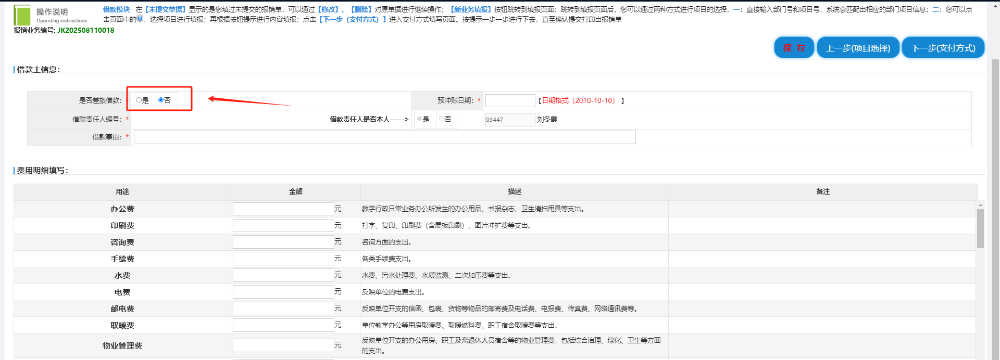 操作说明
Operating instructions
借款模块 在【未提交单据】显示的是您填过未提交的报销单，可以通过【修改】、【删除】对原单据进行继续操作；【新业务填报】按钮跳转到填报页面；跳转到填报页面后，您可以通过两种方式进行项目的选择，一：直接输入部门号和项目号，系统会匹配出相应的部门项目信息；二：您可以点
击页面中的?，选择项目进行填报；再根据按钮提示进行内容填报；点击【下一步（支付方式）】进入支付方式填写页面。按提示一步一步进行下去，直至确认提交打印出报销单
报销业务编号: JK202508110018
保 存 上一步(项目选择) 下一步(支付方式)
借款主信息：
是否差旅借款：* 是 否 预冲账日期：* 【日期格式（2010-10-10） 】
借款责任人编号：* 借款责任人是否本人-----> 是 否 03447 刘冬霞
借款事由：*
费用明细填写：
用途 金额 描述 备注
办公费 元 教学行政日常业务办公所发生的办公用品、书报杂志、卫生清扫用具等支出。
印刷费 元 打字、复印、印刷费（含展板印刷）、图片冲扩费等支出。
咨询费 元 咨询方面的支出。
手续费 元 各类手续费支出。
水费 元 水费、污水处理费、水质监测、二次加压费等支出。
电费 元 反映单位的电费支出。
邮电费 元 反映单位开支的信函、包裹、货物等物品的邮寄费及电话费、电报费、传真费、网络通讯费等。
取暖费 元 单位教学办公等用房取暖费、取暖燃料费、职工宿舍取暖费等支出。
物业管理费 元 反映单位开支的办公用房、职工及离退休人员宿舍等的物业管理费，包括综合治理、绿化、卫生等方面
的支出。